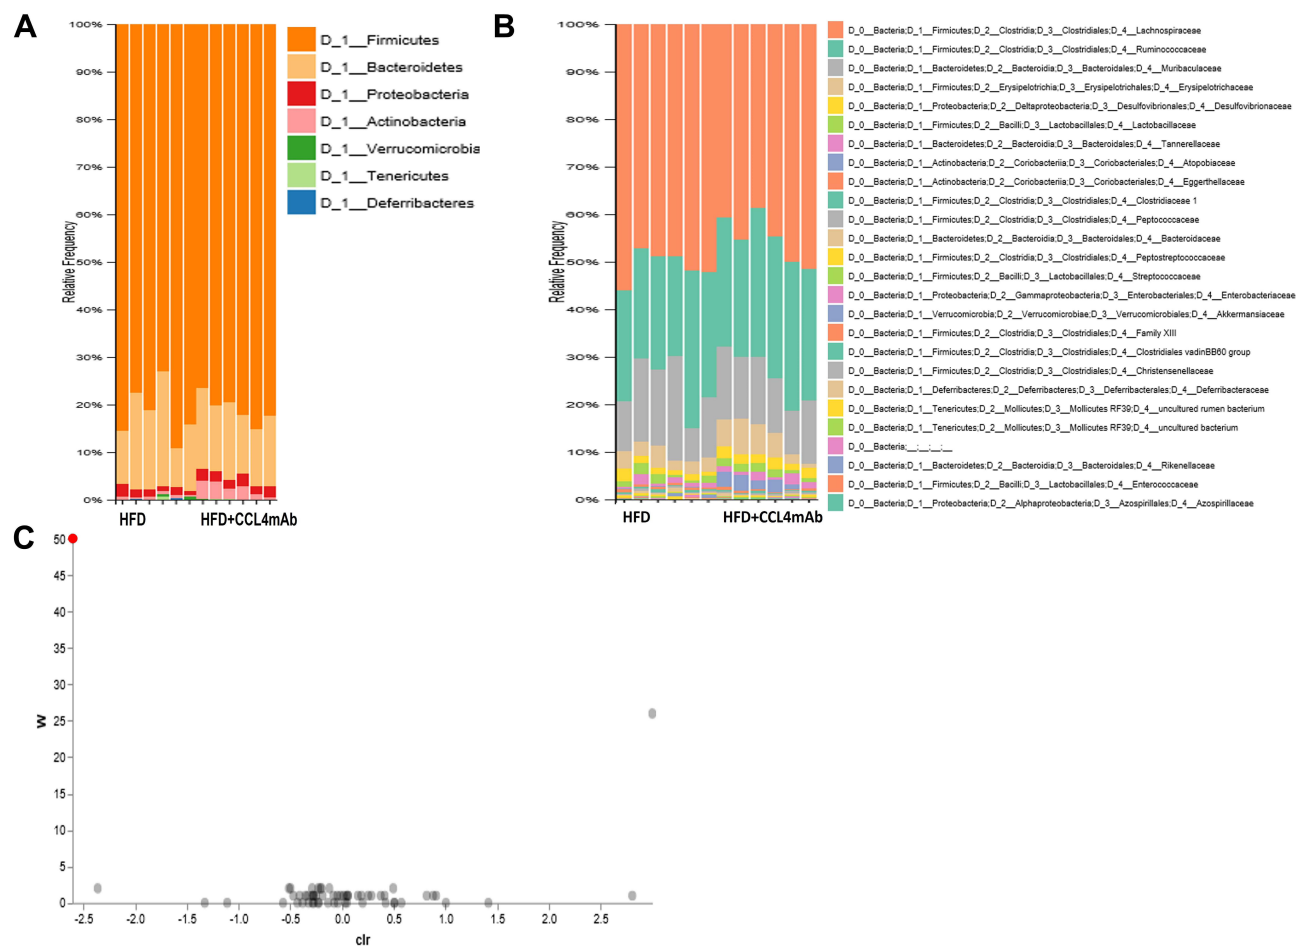 A
100%
90%
80%
70%
60%
50%
40%
30%
20%
10%
0%
Relative Frequency
HFD
HFD+CCL4mAb
D_1__Firmicutes
D_1__Bacteroidetes
D_1__Proteobacteria
D_1__Actinobacteria
D_1__Verrucomicrobia
D_1__Tenericutes
D_1__Deferribacteres
B
100%
90%
80%
70%
60%
50%
40%
30%
20%
10%
0%
Relative Frequency
HFD
HFD+CCL4mAb
D_0__Bacteria;D_1__Firmicutes;D_2__Clostridia;D_3__Clostridiales;D_4__Lachnospiraceae
D_0__Bacteria;D_1__Firmicutes;D_2__Clostridia;D_3__Clostridiales;D_4__Ruminococcaceae
D_0__Bacteria;D_1__Bacteroidetes;D_2__Bacteroidia;D_3__Bacteroidales;D_4__Muribaculaceae
D_0__Bacteria;D_1__Firmicutes;D_2__Erysipelotrichia;D_3__Erysipelotrichales;D_4__Erysipelotrichaceae
D_0__Bacteria;D_1__Proteobacteria;D_2__Deltaproteobacteria;D_3__Desulfovibrionales;D_4__Desulfovibrionaceae
D_0__Bacteria;D_1__Firmicutes;D_2__Bacilli;D_3__Lactobacillales;D_4__Lactobacillaceae
D_0__Bacteria;D_1__Bacteroidetes;D_2__Bacteroidia;D_3__Bacteroidales;D_4__Tannerellaceae
D_0__Bacteria;D_1__Actinobacteria;D_2__Coriobacteriia;D_3__Coriobacteriales;D_4__Atopobiaceae
D_0__Bacteria;D_1__Actinobacteria;D_2__Coriobacteriia;D_3__Coriobacteriales;D_4__Eggerthellaceae
D_0__Bacteria;D_1__Firmicutes;D_2__Clostridia;D_3__Clostridiales;D_4__Clostridiaceae 1
D_0__Bacteria;D_1__Firmicutes;D_2__Clostridia;D_3__Clostridiales;D_4__Peptococcaceae
D_0__Bacteria;D_1__Bacteroidetes;D_2__Bacteroidia;D_3__Bacteroidales;D_4__Bacteroidaceae
D_0__Bacteria;D_1__Firmicutes;D_2__Clostridia;D_3__Clostridiales;D_4__Peptostreptococcaceae
D_0__Bacteria;D_1__Firmicutes;D_2__Bacilli;D_3__Lactobacillales;D_4__Streptococcaceae
D_0__Bacteria;D_1__Proteobacteria;D_2__Gammaproteobacteria;D_3__Enterobacteriales;D_4__Enterobacteriaceae
D_0__Bacteria;D_1__Verrucomicrobia;D_2__Verrucomicrobiae;D_3__Verrucomicrobiales;D_4__Akkermansiaceae
D_0__Bacteria;D_1__Firmicutes;D_2__Clostridia;D_3__Clostridiales;D_4__Family XIII
D_0__Bacteria;D_1__Firmicutes;D_2__Clostridia;D_3__Clostridiales;D_4__Clostridiales vadinBB60 group
D_0__Bacteria;D_1__Firmicutes;D_2__Clostridia;D_3__Clostridiales;D_4__Christensenellaceae
D_0__Bacteria;D_1__Deferribacteres;D_2__Deferribacteres;D_3__Deferribacterales;D_4__Deferribacteraceae
D_0__Bacteria;D_1__Tenericutes;D_2__Mollicutes;D_3__Mollicutes RF39;D_4__uncultured rumen bacterium
D_0__Bacteria;D_1__Tenericutes;D_2__Mollicutes;D_3__Mollicutes RF39;D_4__uncultured bacterium
D_0__Bacteria;__;__;__;__
D_0__Bacteria;D_1__Bacteroidetes;D_2__Bacteroidia;D_3__Bacteroidales;D_4__Rikenellaceae
D_0__Bacteria;D_1__Firmicutes;D_2__Bacilli;D_3__Lactobacillales;D_4__Enterococcaceae
D_0__Bacteria;D_1__Proteobacteria;D_2__Alphaproteobacteria;D_3__Azospirillales;D_4__Azospirillaceae
C
50
45
40
35
30
25
20
15
10
5
0
W
-2.5
-2.0
-1.5
-1.0
-0.5
0.0
0.5
1.0
1.5
2.0
2.5
clr